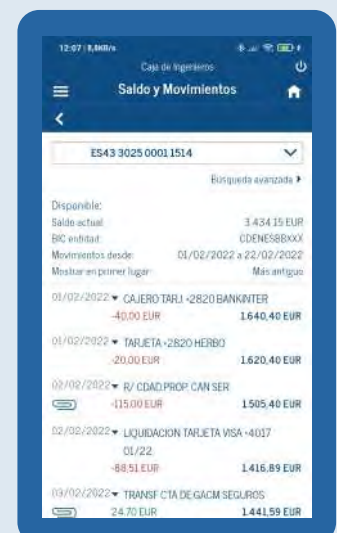 12:07 | 8,4KB/s
Caja de Ingenieros
Saldo y Movimientos
ES43 3025 0001 1514
Búsqueda avanzada
Disponible:
Saldo actual: 3.434,15 EUR
BIC entidad: CDENESBBXXX
Movimientos desde: 01/02/2022 a 22/02/2022
Mostrar en primer lugar: Más antiguo
01/02/2022 CAJERO TARJ. *2820 BANKINTER
-40,00 EUR 1.640,40 EUR
01/02/2022 TARJETA *2820 HERBO
-20,00 EUR 1.620,40 EUR
02/02/2022 R/ CDAD.PROP. CAN SER
-115,00 EUR 1.505,40 EUR
02/02/2022 LIQUIDACION TARJETA VISA *4017
01/22
-88,51 EUR 1.416,89 EUR
03/02/2022 TRANSF CTA DE GACM SEGUROS
24,70 EUR 1.441,59 EUR